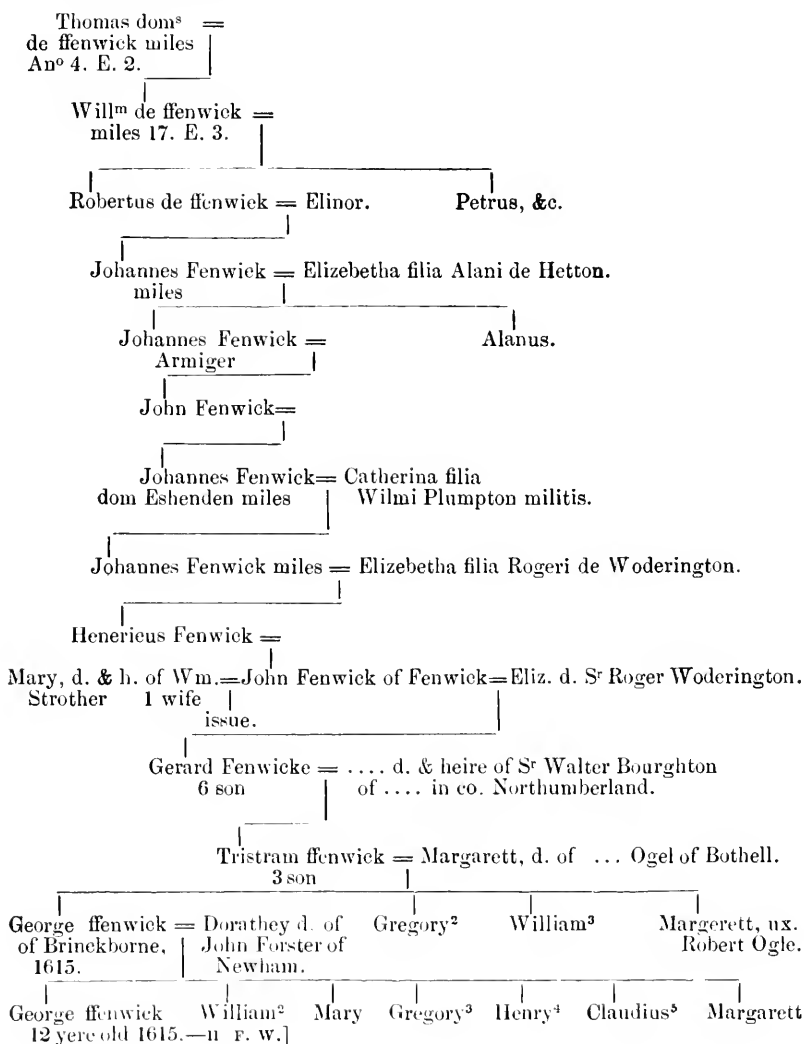 Thomas domˢ =
de ffenwick miles
Anº 4. E. 2.
Willᵐ de ffenwick =
miles 17. E. 3.
Robertus de ffenwick = Elinor. Petrus, &c.
Johannes Fenwick = Elizebetha filia Alani de Hetton.
miles
Johannes Fenwick = Alanus.
Armiger
John Fenwick=
Johannes Fenwick= Catherina filia
dom Eshenden miles Wilmi Plumpton militis.
Johannes Fenwick miles = Elizebetha filia Rogeri de Woderington.
Henericus Fenwick =
Mary, d. & h. of Wm.=John Fenwick of Fenwick=Eliz. d. Sʳ Roger Woderington.
Strother 1 wife
issue.
Gerard Fenwicke = .... d. & heire of Sʳ Walter Bourghton
6 son of .... in co. Northumberland.
Tristram ffenwick = Margarett, d. of ... Ogel of Bothell.
3 son
George ffenwick = Dorathey d. of Gregory² William³ Margerett, ux.
of Brinckborne, John Forster of Robert Ogle.
1615. Newham.
George ffenwick William² Mary Gregory³ Henry⁴ Claudius⁵ Margarett
12 yere old 1615.—II F. W.]